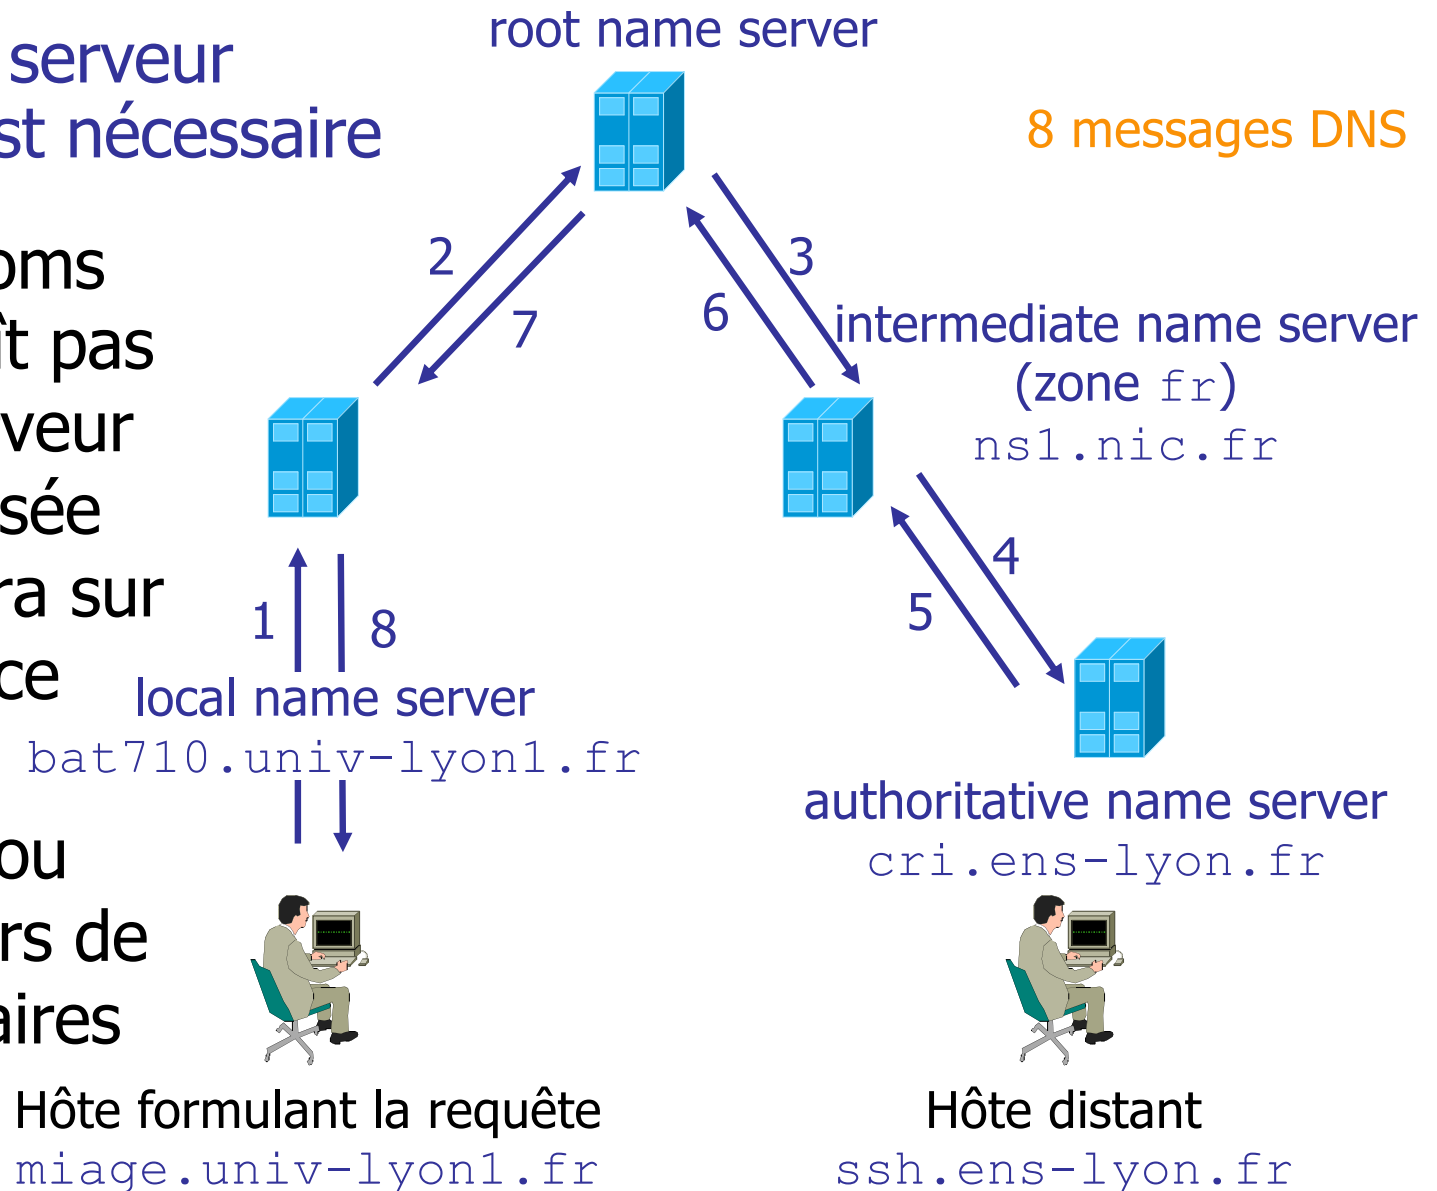 serveur
st nécessaire
oms
ît pas
veur
sée
ra sur
ce
ou
rs de
aires
root name server
8 messages DNS
2
7
3
6
intermediate name server
(zone fr)
ns1.nic.fr
4
5
1
8
local name server
bat710.univ-lyon1.fr
authoritative name server
cri.ens-lyon.fr
Hôte formulant la requête
miage.univ-lyon1.fr
Hôte distant
ssh.ens-lyon.fr